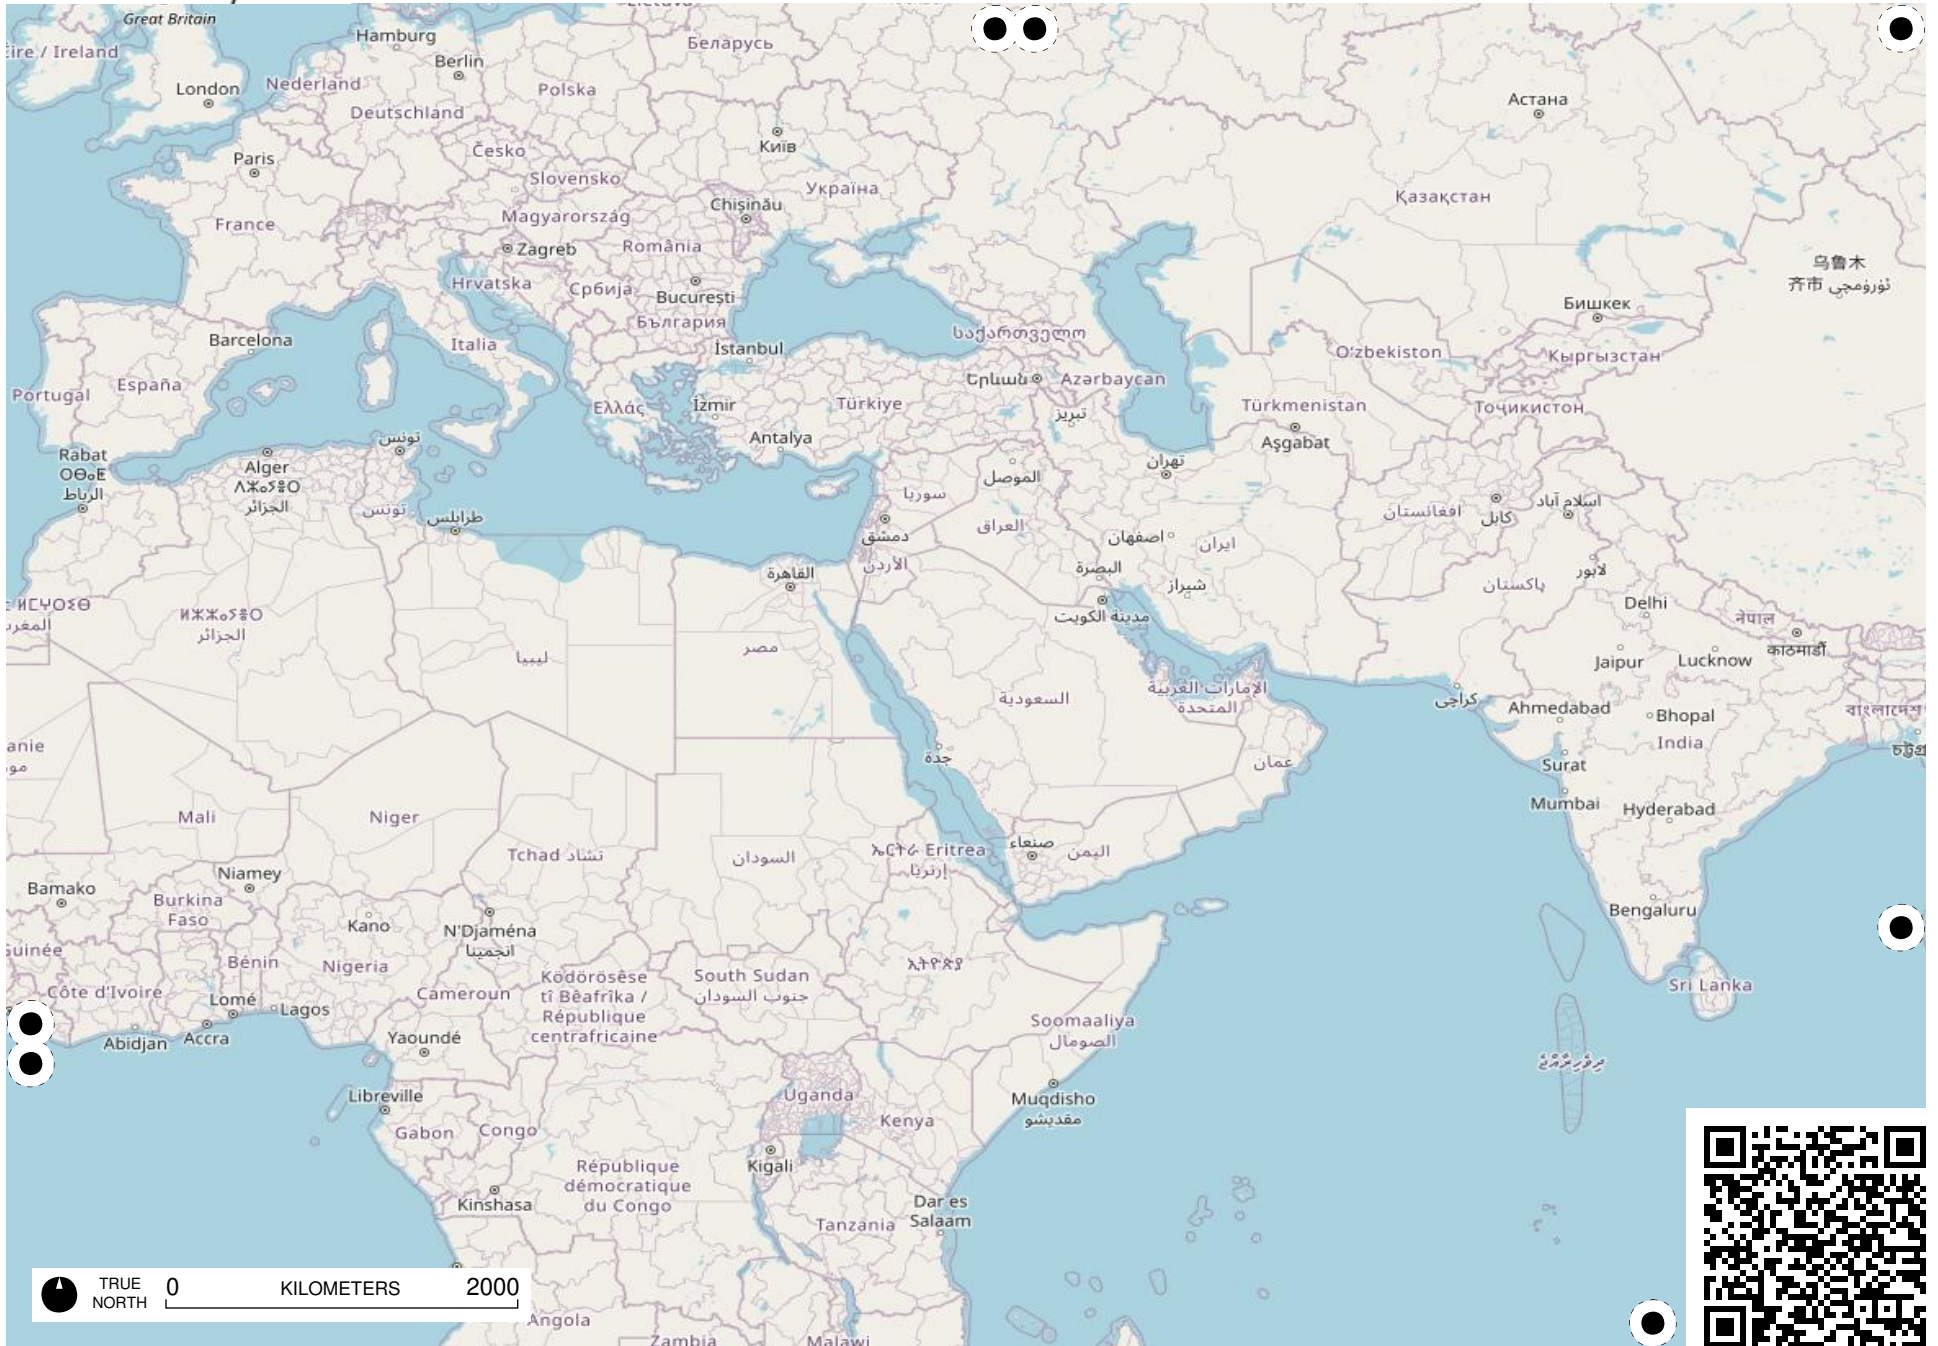 Great Britain
Hamburg
Беларусь
Éire / Ireland
Berlin
London
Nederland
Polska
Астана
Deutschland
Paris
Česko
Київ
Slovensko
Україна
Қазақстан
Chișinău
Magyarország
France
Zagreb
România
乌鲁木
齐市 ئۈرۈمچى
Hrvatska
Србија
București
Бишкек
България
Barcelona
Italia
İstanbul
საქართველო
Oʻzbekiston
Кыргызстан
Portugal
España
Երևան
Azərbaycan
Ελλάς
İzmir
Türkiye
تبریز
Türkmenistan
Тоҷикистон
تونس
Antalya
Aşgabat
Rabat
ⵔⴱⴰⵟ
الرباط
Alger
ⴷⵣⴰⵢⴻⵔ
الجزائر
تهران
الموصل
سوريا
تونس
طرابلس
افغانستان
کابل
اسلام آباد
العراق
دمشق
اصفهان
ایران
الأردن
القاهرة
البصرة
شیراز
پاکستان
لاہور
Delhi
नेपाल
काठमाडौँ
ⵍⵣⵣⴰⵢⴻⵔ
الجزائر
مدينة الكويت
مصر
ليبيا
Jaipur
Lucknow
السعودية
الإمارات العربية
المتحدة
کراچی
Ahmedabad
Bhopal
বাংলাদেশ
India
جدة
عمان
Surat
Mumbai
Hyderabad
Mali
Niger
Tchad تشاد
السودان
ኤርትራ Eritrea
إرتريا
صنعاء
اليمن
Bamako
Niamey
Burkina
Faso
Kano
N'Djaména
انجمينا
Bengaluru
Bénin
Nigeria
Côte d'Ivoire
Lomé
Lagos
Cameroun
Ködörösêse
tî Bêafrîka /
République
centrafricaine
South Sudan
جنوب السودان
ኢትዮጵያ
Sri Lanka
Abidjan
Accra
Yaoundé
Soomaaliya
الصومال
ދިވެހިރާއްޖެ
Libreville
Uganda
Muqdisho
مقديشو
Gabon
Congo
Kenya
Kigali
République
démocratique
du Congo
Kinshasa
Dar es
Salaam
Tanzania
TRUE
NORTH
0 KILOMETERS 2000
Angola
Zambia
Malawi